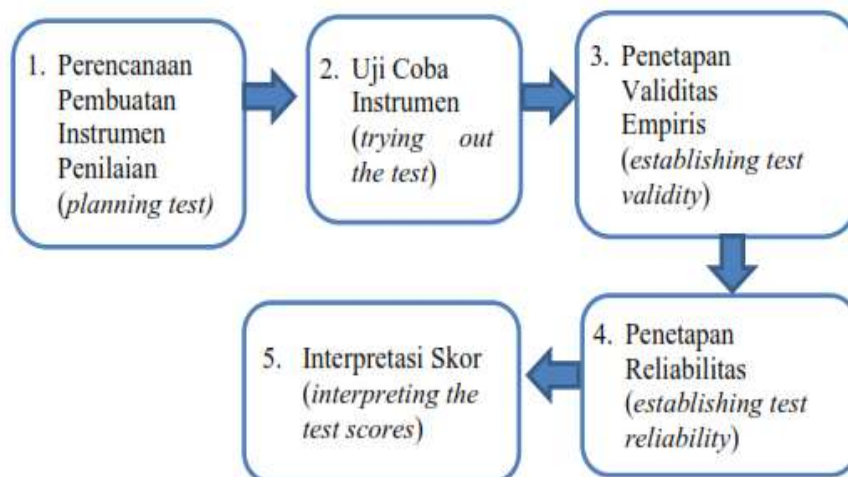 1. Perencanaan
Pembuatan
Instrumen
Penilaian
(planning test)
2. Uji Coba
Instrumen
(trying out
the test)
3. Penetapan
Validitas
Empiris
(establishing test
validity)
4. Penetapan
Reliabilitas
(establishing test
reliability)
5. Interpretasi Skor
(interpreting the
test scores)